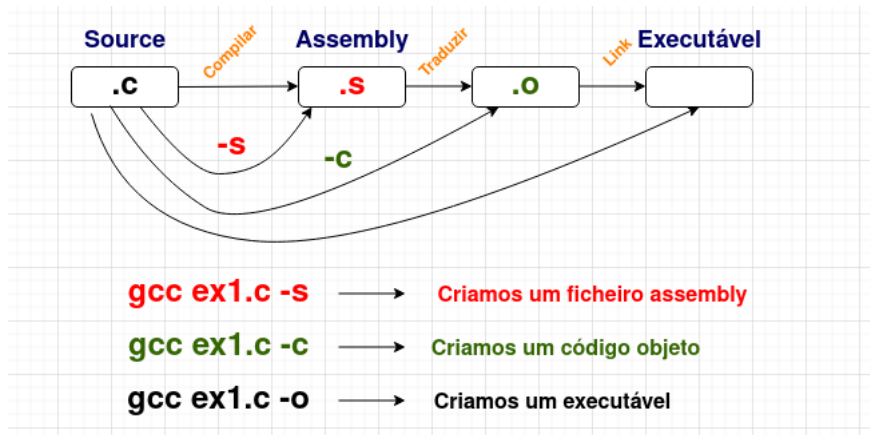 Source
Compilar
Assembly
Traduzir
Link
Executável
.c
.s
.o
-s
-c
gcc ex1.c -s
Criamos um ficheiro assembly
gcc ex1.c -c
Criamos um código objeto
gcc ex1.c -o
Criamos um executável